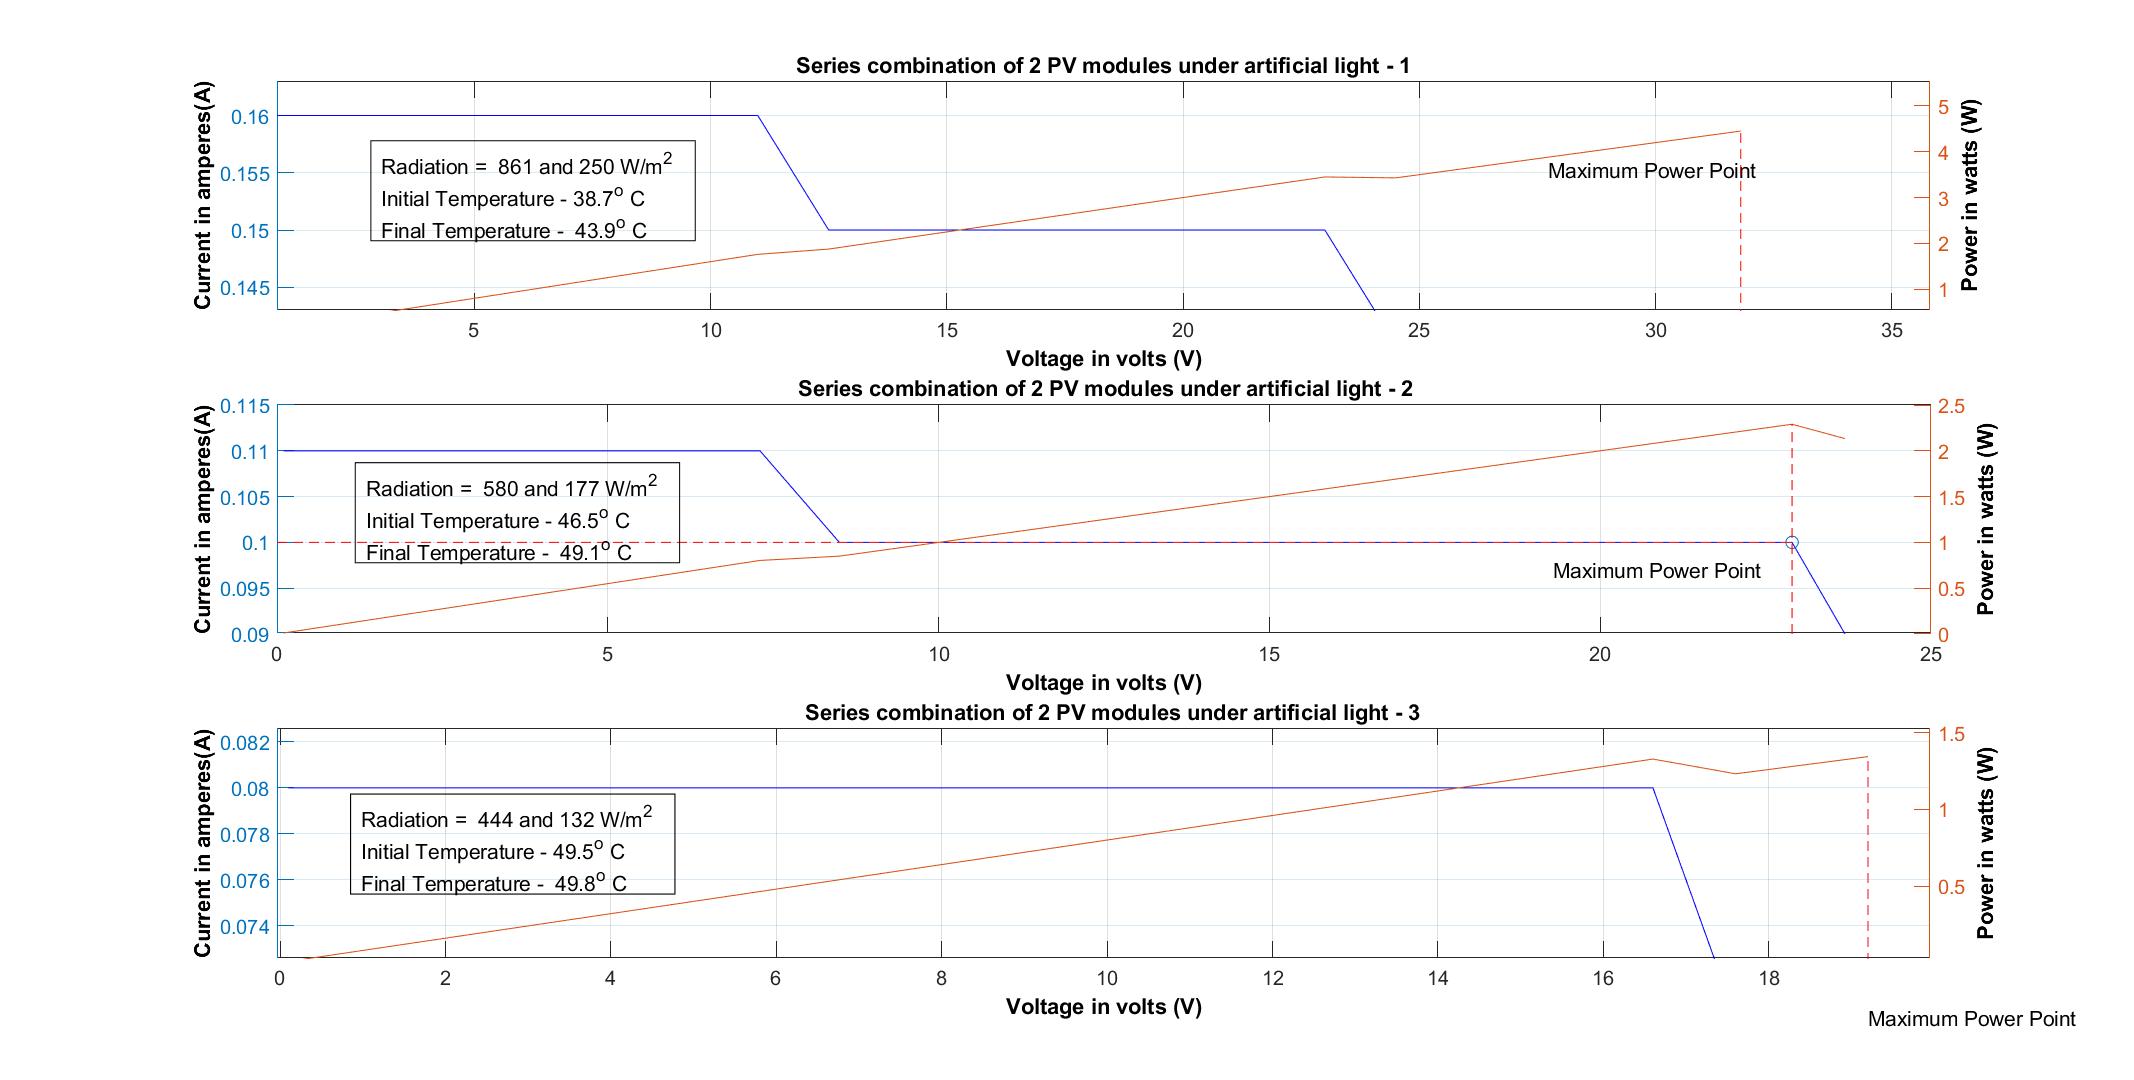 Series combination of 2 PV modules under artificial light - 1
Current in amperes(A)
0.16
0.155
0.15
0.145
Radiation =  861 and 250 W/m²
Initial Temperature - 38.7° C
Final Temperature -  43.9° C
Maximum Power Point
5
4
3
2
1
Power in watts (W)
5 10 15 20 25 30 35
Voltage in volts (V)
Series combination of 2 PV modules under artificial light - 2
Current in amperes(A)
0.115
0.11
0.105
0.1
0.095
0.09
Radiation =  580 and 177 W/m²
Initial Temperature - 46.5° C
Final Temperature -  49.1° C
Maximum Power Point
2.5
2
1.5
1
0.5
0
Power in watts (W)
0 5 10 15 20 25
Voltage in volts (V)
Series combination of 2 PV modules under artificial light - 3
Current in amperes(A)
0.082
0.08
0.078
0.076
0.074
Radiation =  444 and 132 W/m²
Initial Temperature - 49.5° C
Final Temperature -  49.8° C
1.5
1
0.5
Power in watts (W)
0 2 4 6 8 10 12 14 16 18
Voltage in volts (V)
Maximum Power Point